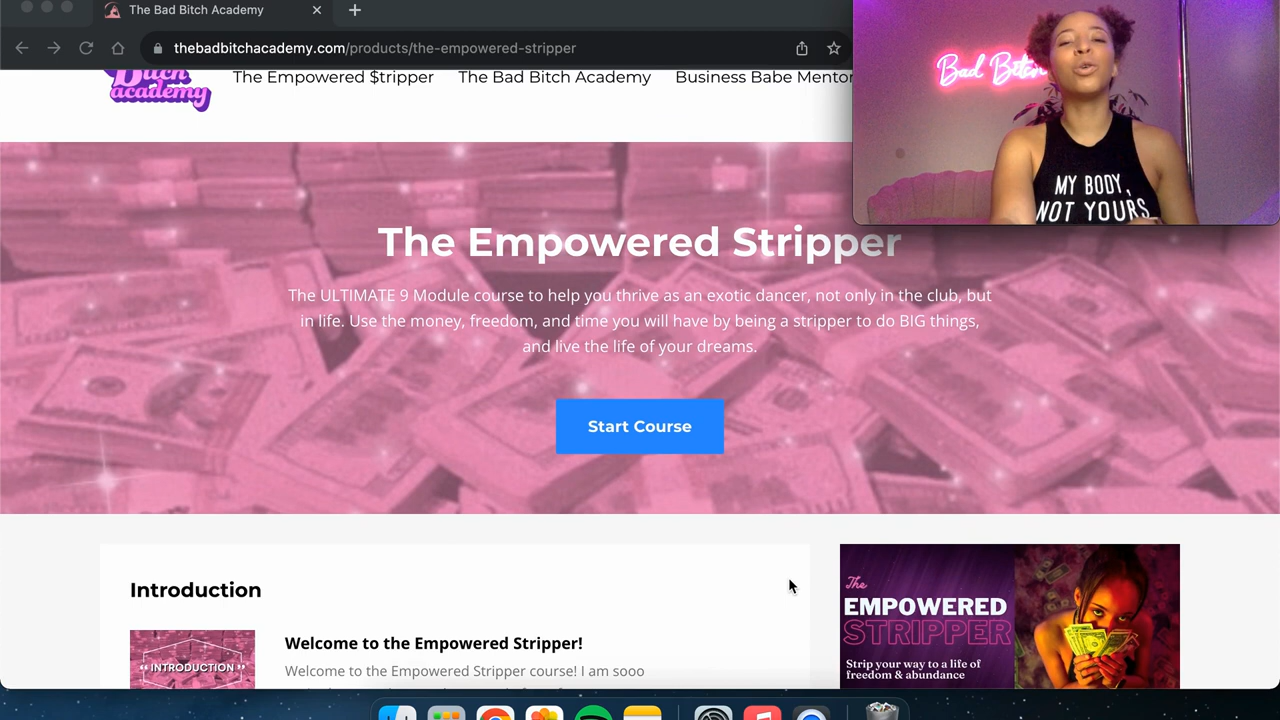 The Bad Bitch Academy
thebadbitchacademy.com/products/the-empowered-stripper
Bitch
academy
The Empowered $tripper
The Bad Bitch Academy
Business Babe Mentor
Bad Bitch
MY BODY,
NOT YOURS
The Empowered Stripper
The ULTIMATE 9 Module course to help you thrive as an exotic dancer, not only in the club, but
in life. Use the money, freedom, and time you will have by being a stripper to do BIG things,
and live the life of your dreams.
Start Course
Introduction
INTRODUCTION
Welcome to the Empowered Stripper!
Welcome to the Empowered Stripper course! I am sooo
The
EMPOWERED
STRIPPER
Strip your way to a life of
freedom & abundance